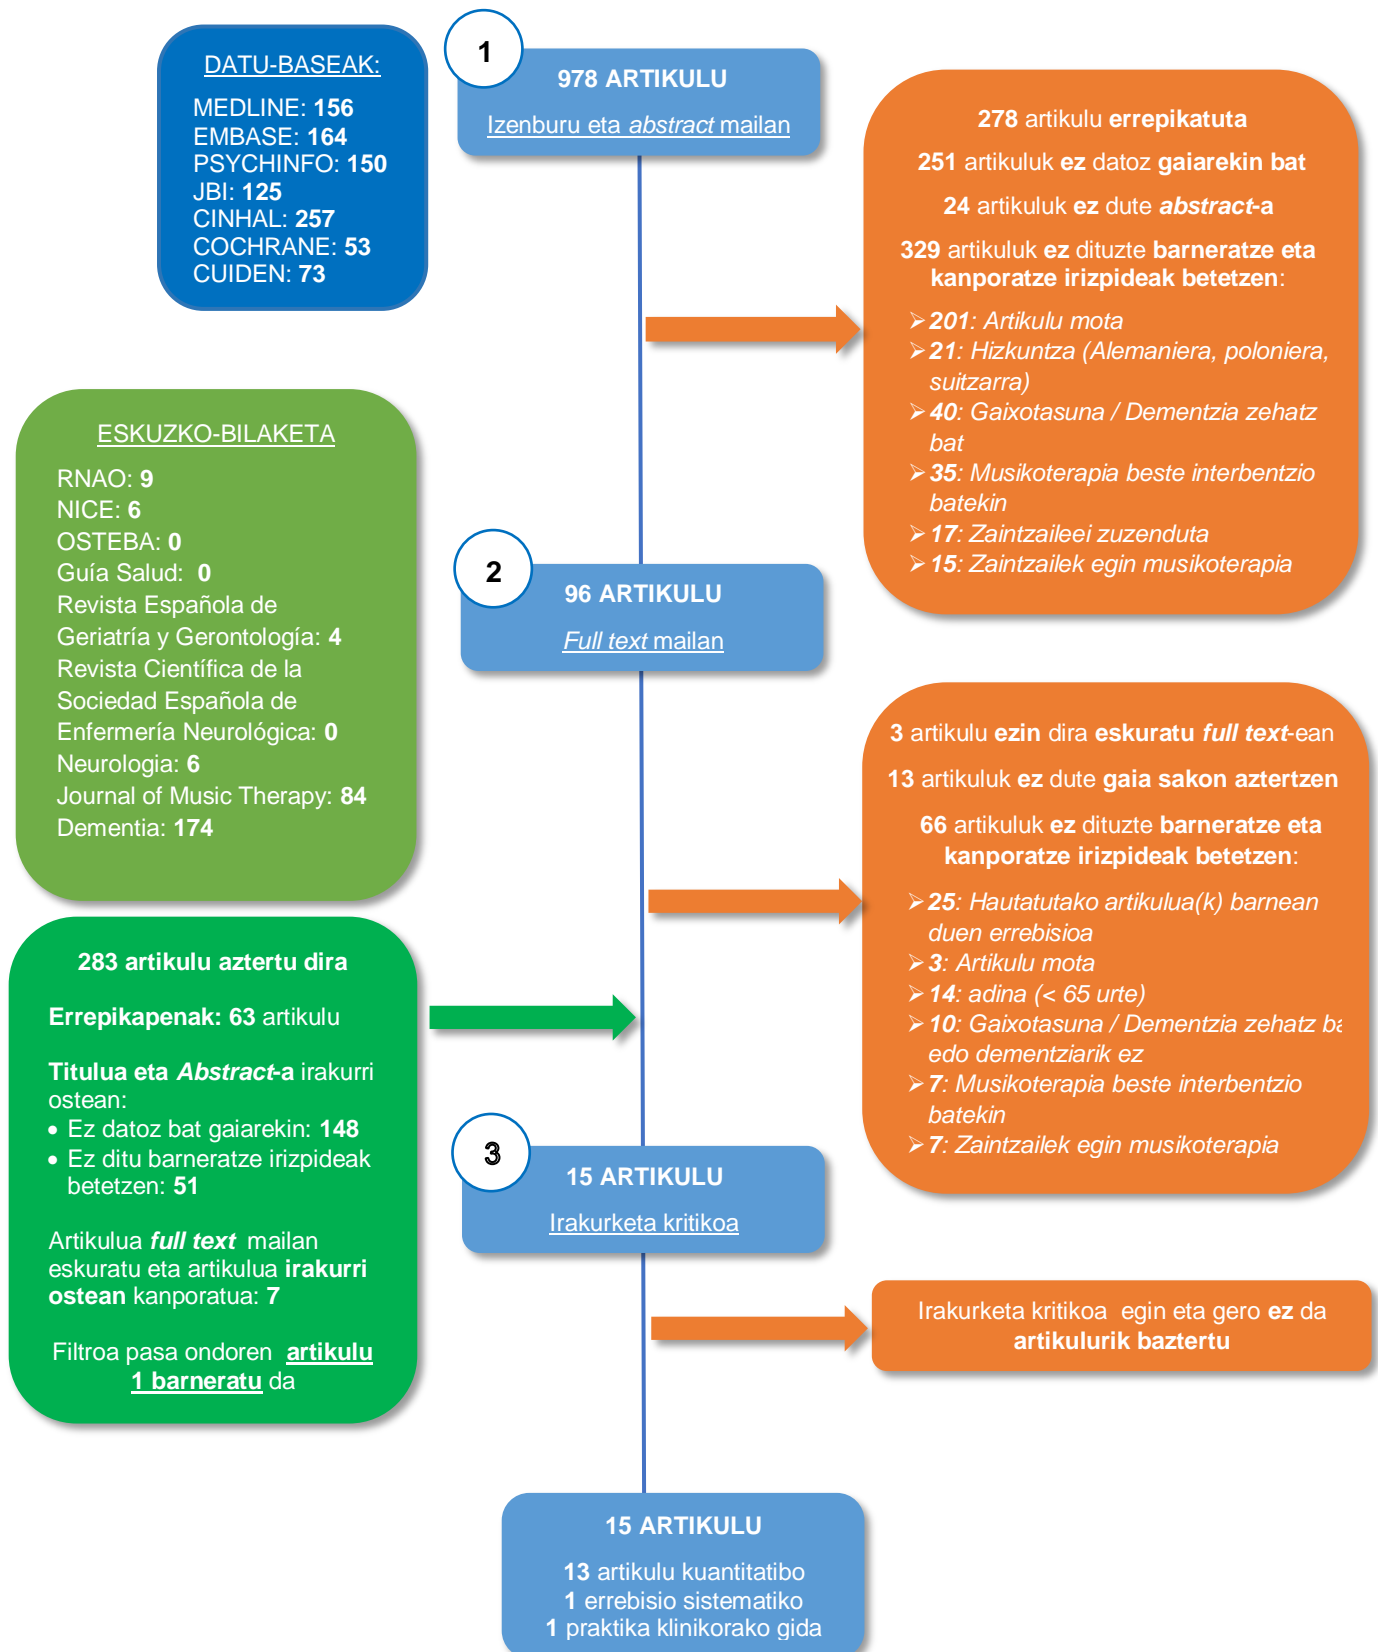 DATU-BASEAK:
MEDLINE: 156
EMBASE: 164
PSYCHINFO: 150
JBI: 125
CINHAL: 257
COCHRANE: 53
CUIDEN: 73
1
978 ARTIKULU
Izenburu eta abstract mailan
278 artikulu errepikatuta
251 artikuluk ez datoz gaiarekin bat
24 artikuluk ez dute abstract-a
329 artikuluk ez dituzte barneratze eta
kanporatze irizpideak betetzen:
➢ 201: Artikulu mota
➢ 21: Hizkuntza (Alemaniera, poloniera,
suitzarra)
➢ 40: Gaixotasuna / Dementzia zehatz
bat
➢ 35: Musikoterapia beste interbentzio
batekin
➢ 17: Zaintzaileei zuzenduta
➢ 15: Zaintzailek egin musikoterapia
ESKUZKO-BILAKETA
RNAO: 9
NICE: 6
OSTEBA: 0
Guía Salud: 0
Revista Española de
Geriatría y Gerontología: 4
Revista Científica de la
Sociedad Española de
Enfermería Neurológica: 0
Neurologia: 6
Journal of Music Therapy: 84
Dementia: 174
2
96 ARTIKULU
Full text mailan
3 artikulu ezin dira eskuratu full text-ean
13 artikuluk ez dute gaia sakon aztertzen
66 artikuluk ez dituzte barneratze eta
kanporatze irizpideak betetzen:
➢ 25: Hautatutako artikulua(k) barnean
duen errebisioa
➢ 3: Artikulu mota
➢ 14: adina (< 65 urte)
➢ 10: Gaixotasuna / Dementzia zehatz
edo dementziarik ez
➢ 7: Musikoterapia beste interbentzio
batekin
➢ 7: Zaintzailek egin musikoterapia
283 artikulu aztertu dira
Errepikapenak: 63 artikulu
Titulua eta Abstract-a irakurri
ostean:
• Ez datoz bat gaiarekin: 148
• Ez ditu barneratze irizpideak
betetzen: 51
Artikulua full text mailan
eskuratu eta artikulua irakurri
ostean kanporatua: 7
Filtroa pasa ondoren artikulu
1 barneratu da
3
15 ARTIKULU
Irakurketa kritikoa
Irakurketa kritikoa egin eta gero ez da
artikulurik baztertu
15 ARTIKULU
13 artikulu kuantitatibo
1 errebisio sistematiko
1 praktika klinikorako gida